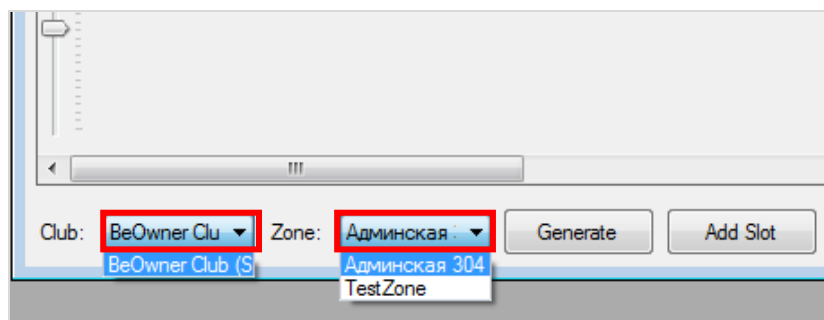 Club: BeOwner Clu Zone: Админская Generate Add Slot
BeOwner Club (S Админская 304
TestZone